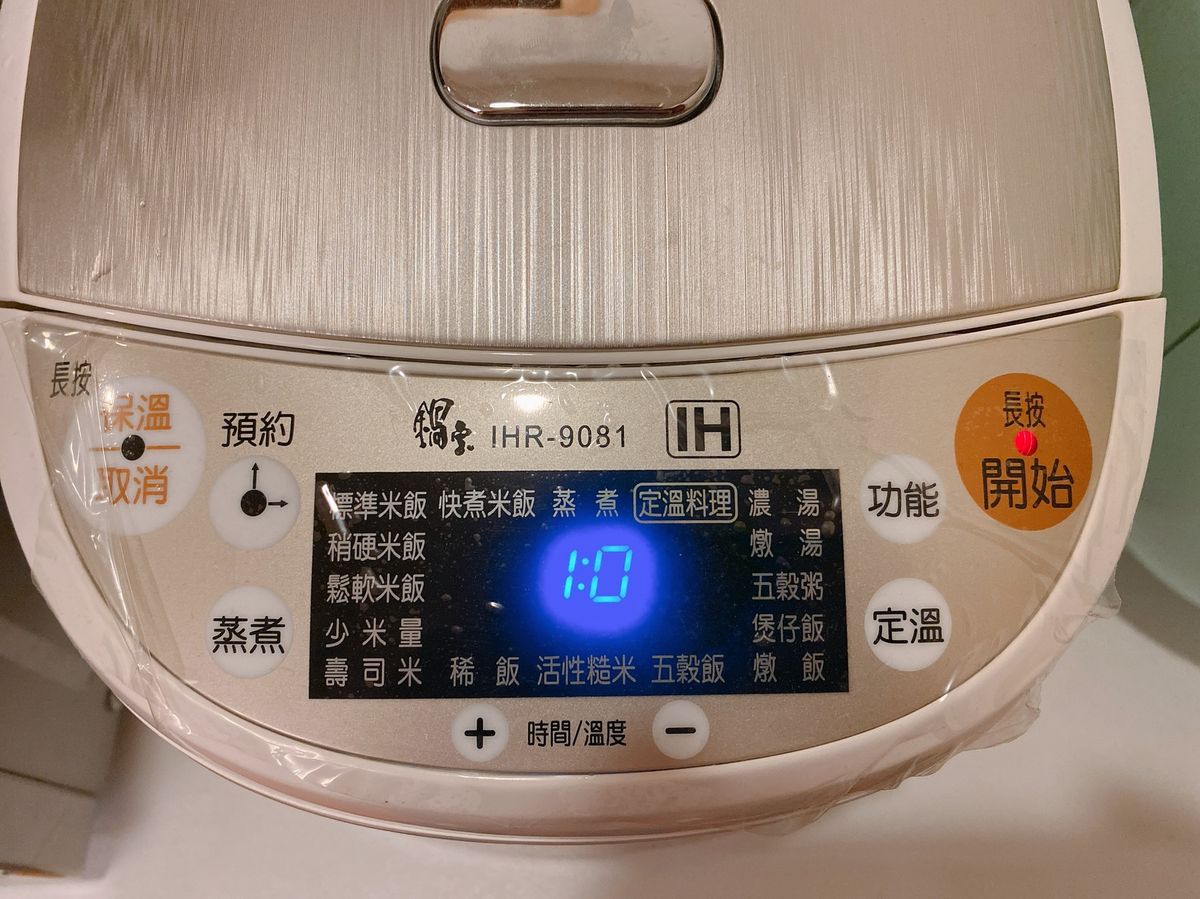 長按
保溫
取消
預約
蒸煮
鍋寶 IHR-9081 IH
標準米飯 快煮米飯 蒸 煮 定溫料理 濃 湯
稍硬米飯 燉 湯
鬆軟米飯 1:0 五穀粥
少 米 量 煲仔飯
壽 司 米 稀 飯 活性糙米 五穀飯 燉 飯
+ 時間/溫度 −
功能
定溫
長按
開始